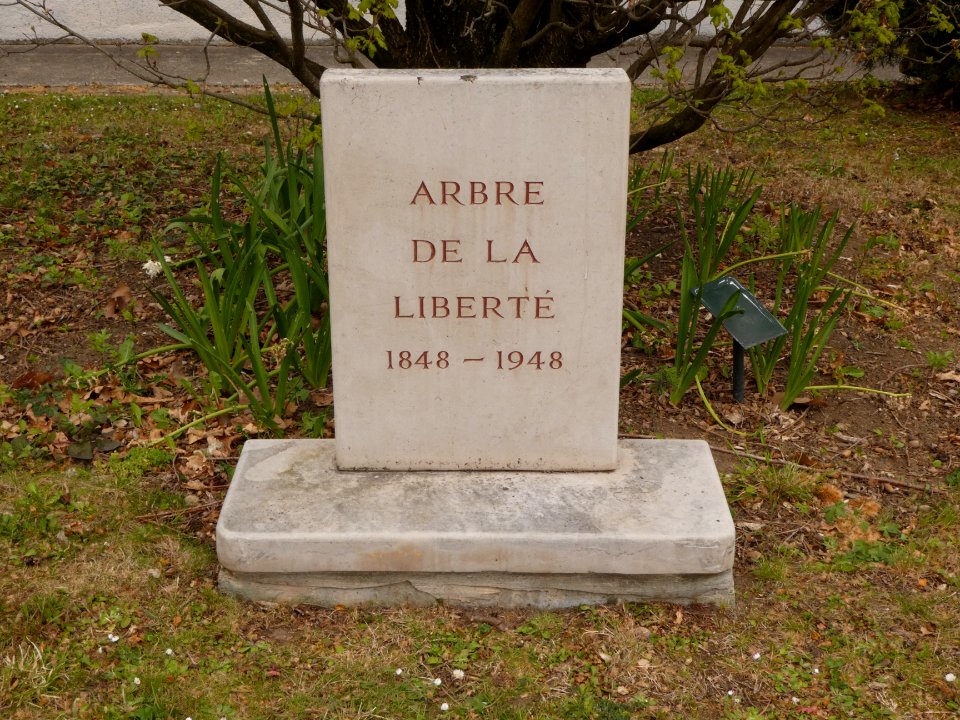 ARBRE
DE LA
LIBERTÉ
1848 – 1948